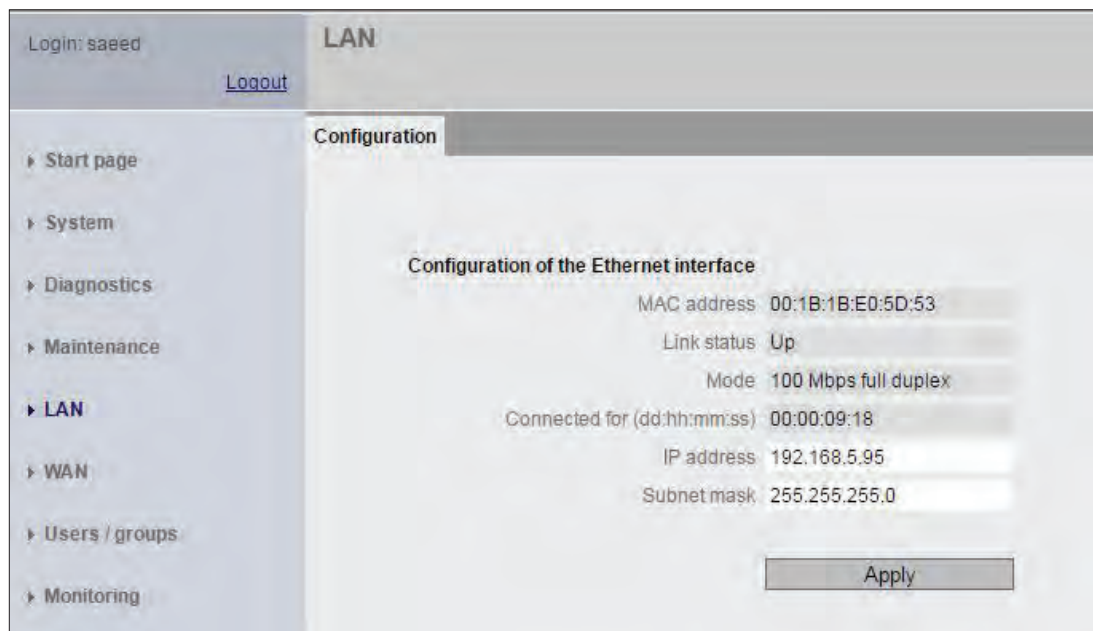 Login: saeed
Logout
LAN
Configuration
Start page
System
Diagnostics
Maintenance
LAN
WAN
Users / groups
Monitoring
Configuration of the Ethernet interface
MAC address 00:1B:1B:E0:5D:53
Link status Up
Mode 100 Mbps full duplex
Connected for (dd:hh:mm:ss) 00:00:09:18
IP address 192.168.5.95
Subnet mask 255.255.255.0
Apply